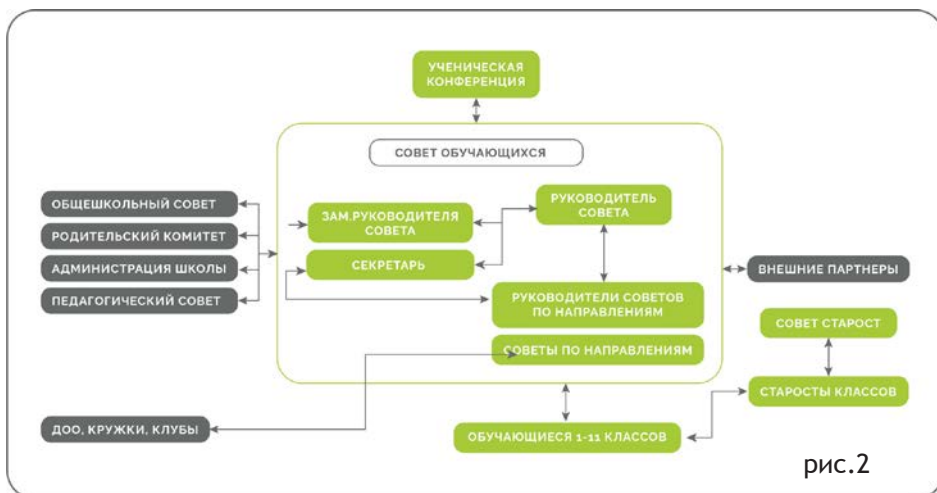 УЧЕНИЧЕСКАЯ
КОНФЕРЕНЦИЯ
СОВЕТ ОБУЧАЮЩИХСЯ
ОБЩЕШКОЛЬНЫЙ СОВЕТ
РОДИТЕЛЬСКИЙ КОМИТЕТ
АДМИНИСТРАЦИЯ ШКОЛЫ
ПЕДАГОГИЧЕСКИЙ СОВЕТ
ЗАМ.РУКОВОДИТЕЛЯ
СОВЕТА
СЕКРЕТАРЬ
РУКОВОДИТЕЛЬ
СОВЕТА
РУКОВОДИТЕЛИ СОВЕТОВ
ПО НАПРАВЛЕНИЯМ
СОВЕТЫ ПО НАПРАВЛЕНИЯМ
ВНЕШНИЕ ПАРТНЕРЫ
СОВЕТ СТАРОСТ
СТАРОСТЫ КЛАССОВ
ДОО, КРУЖКИ, КЛУБЫ
ОБУЧАЮЩИЕСЯ 1-11 КЛАССОВ
рис.2